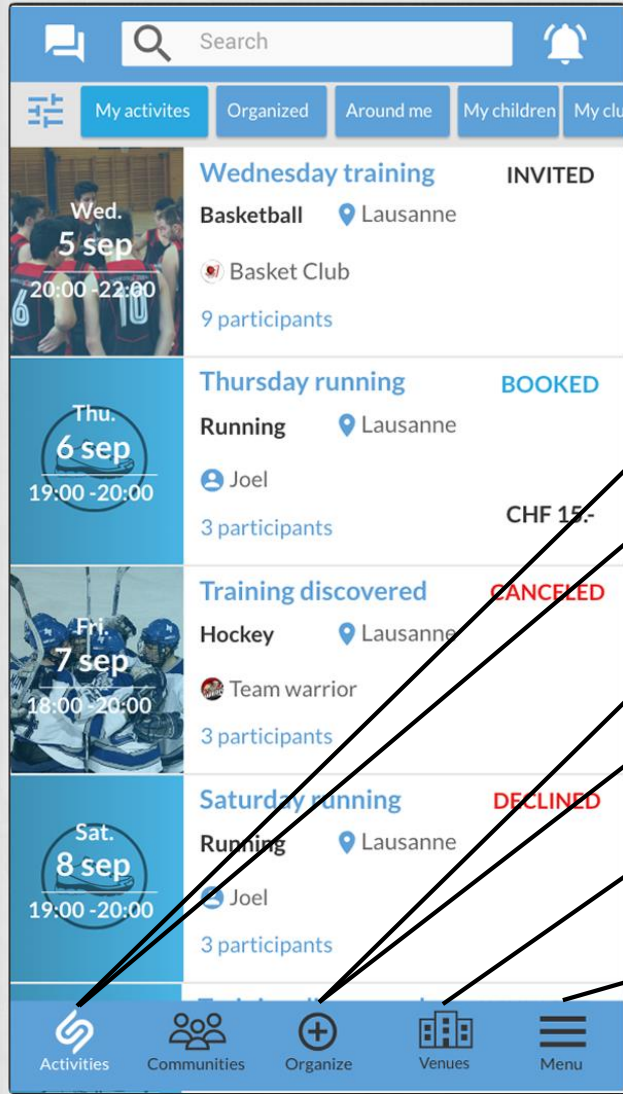 Search
My activites Organized Around me My children My clu
Wed.
5 sep
20:00 -22:00
Wednesday training INVITED
Basketball Lausanne
Basket Club
9 participants
6 10
Thu.
6 sep
19:00 -20:00
Thursday running BOOKED
Running Lausanne
Joel
3 participants CHF 15.-
Fri.
7 sep
18:00 -20:00
Training discovered CANCELED
Hockey Lausanne
Team warrior
3 participants
Sat.
8 sep
19:00 -20:00
Saturday running DECLINED
Running Lausanne
Joel
3 participants
Activities Communities Organize Venues Menu